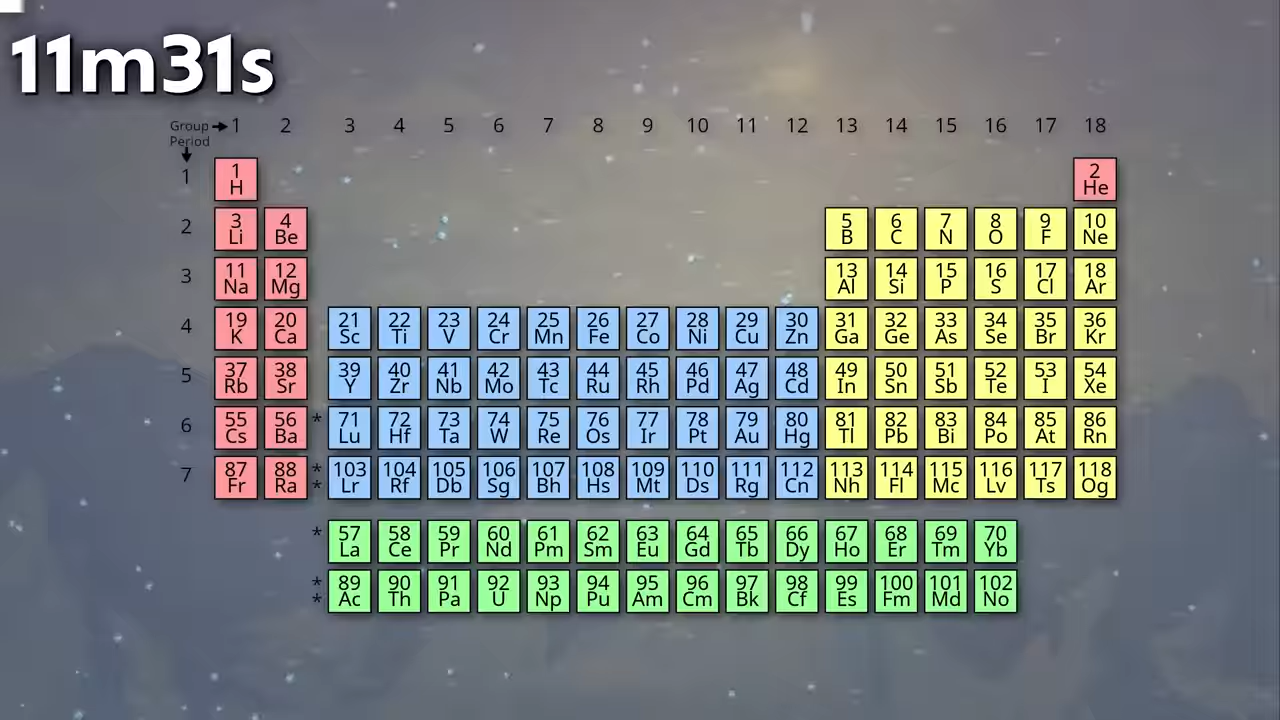 11m31s
Group → 1 2 3 4 5 6 7 8 9 10 11 12 13 14 15 16 17 18
Period
↓
1 1 2
H He
2 3 4 5 6 7 8 9 10
Li Be B C N O F Ne
3 11 12 13 14 15 16 17 18
Na Mg Al Si P S Cl Ar
4 19 20 21 22 23 24 25 26 27 28 29 30 31 32 33 34 35 36
K Ca Sc Ti V Cr Mn Fe Co Ni Cu Zn Ga Ge As Se Br Kr
5 37 38 39 40 41 42 43 44 45 46 47 48 49 50 51 52 53 54
Rb Sr Y Zr Nb Mo Tc Ru Rh Pd Ag Cd In Sn Sb Te I Xe
6 55 56 * 71 72 73 74 75 76 77 78 79 80 81 82 83 84 85 86
Cs Ba Lu Hf Ta W Re Os Ir Pt Au Hg Tl Pb Bi Po At Rn
7 87 88 * 103 104 105 106 107 108 109 110 111 112 113 114 115 116 117 118
Fr Ra * Lr Rf Db Sg Bh Hs Mt Ds Rg Cn Nh Fl Mc Lv Ts Og
* 57 58 59 60 61 62 63 64 65 66 67 68 69 70
La Ce Pr Nd Pm Sm Eu Gd Tb Dy Ho Er Tm Yb
* 89 90 91 92 93 94 95 96 97 98 99 100 101 102
* Ac Th Pa U Np Pu Am Cm Bk Cf Es Fm Md No